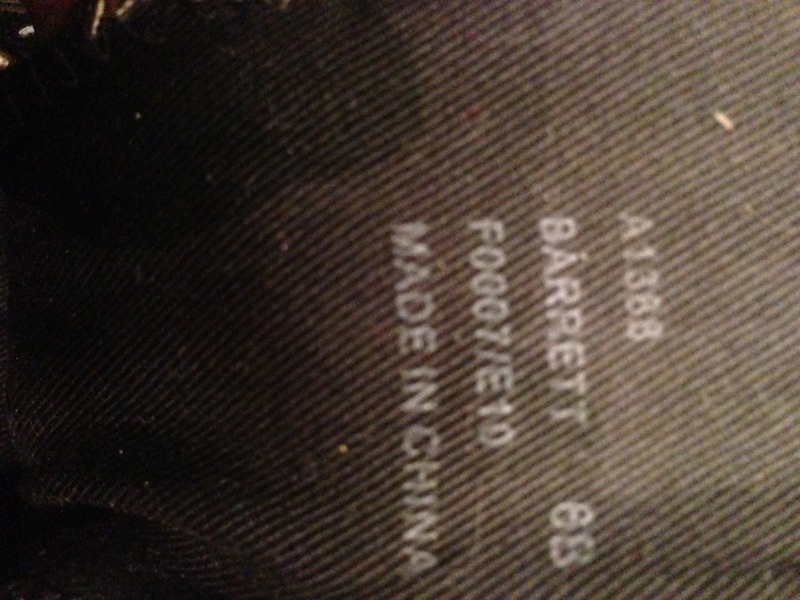 A1368
BARRETT 6B
F0007/E10
MADE IN CHINA